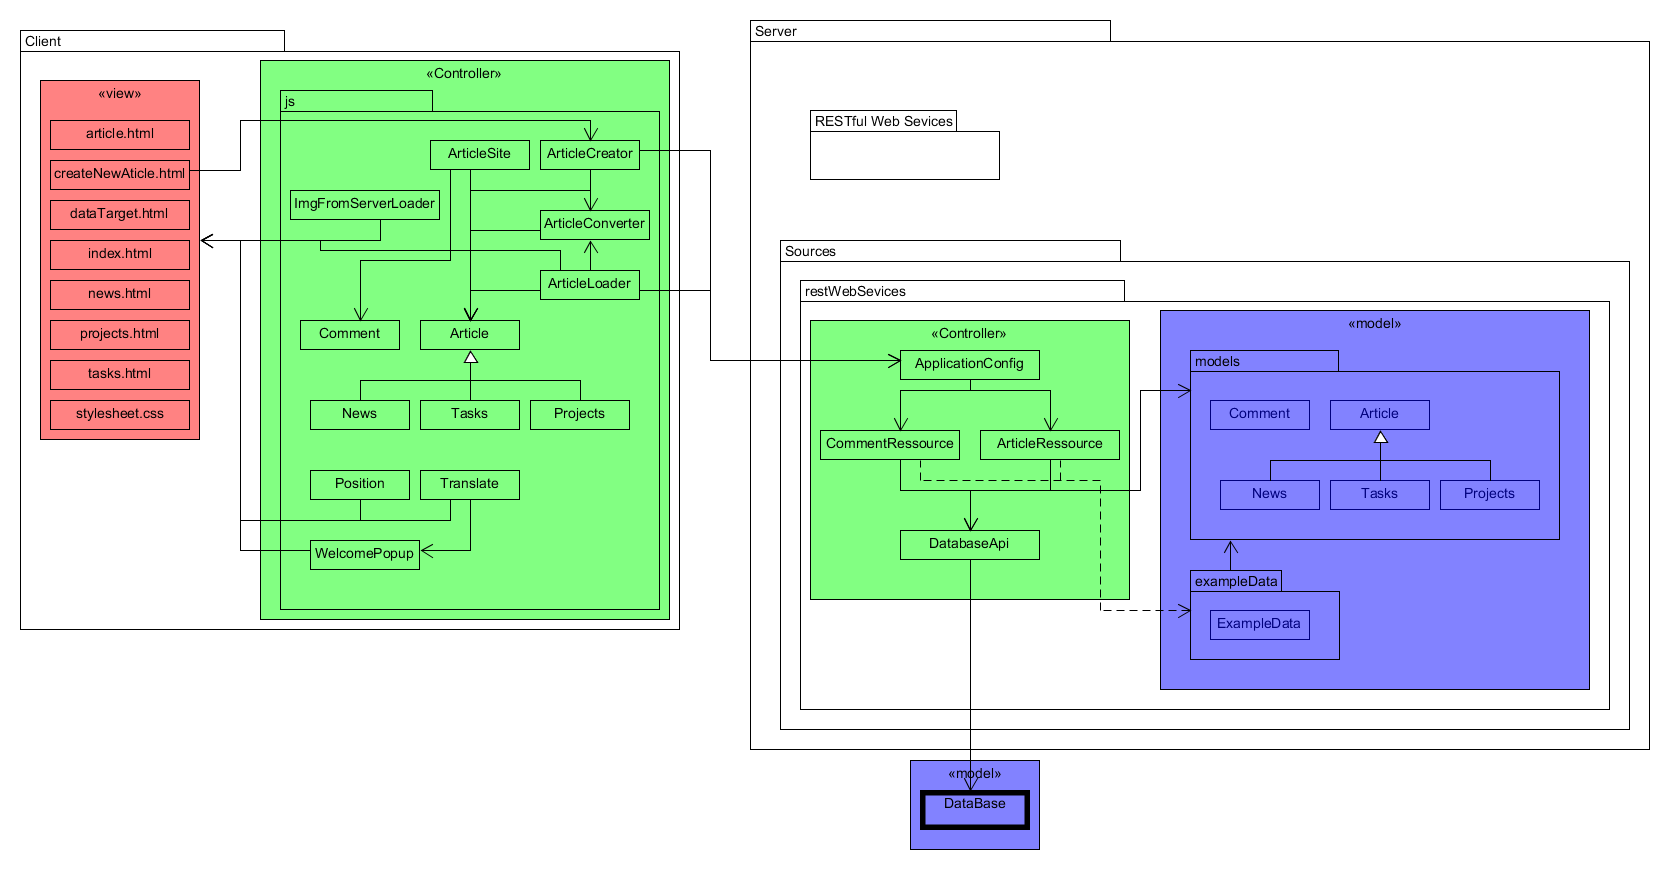 Client
«view»
article.html
createNewAticle.html
dataTarget.html
index.html
news.html
projects.html
tasks.html
stylesheet.css
«Controller»
js
ArticleSite
ArticleCreator
ImgFromServerLoader
ArticleConverter
ArticleLoader
Comment
Article
News
Tasks
Projects
Position
Translate
WelcomePopup
Server
RESTful Web Sevices
Sources
restWebSevices
«Controller»
ApplicationConfig
CommentRessource
ArticleRessource
DatabaseApi
«model»
models
Comment
Article
News
Tasks
Projects
exampleData
ExampleData
«model»
DataBase